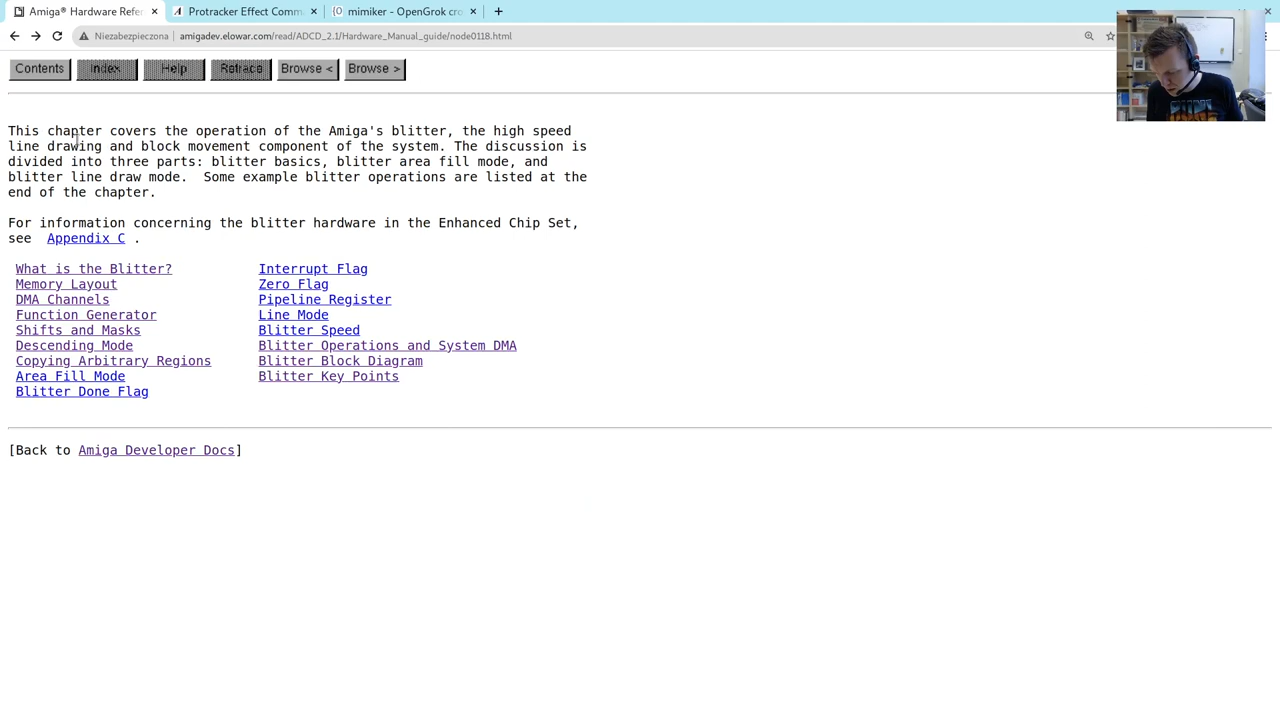 Amiga® Hardware Refer
Protracker Effect Comm
mimiker - OpenGrok cro
Niezabezpieczona
amigadev.elowar.com/read/ADCD_2.1/Hardware_Manual_guide/node0118.html
Contents Index Help Retrace Browse < Browse >
This chapter covers the operation of the Amiga's blitter, the high speed
line drawing and block movement component of the system. The discussion is
divided into three parts: blitter basics, blitter area fill mode, and
blitter line draw mode.  Some example blitter operations are listed at the
end of the chapter.
For information concerning the blitter hardware in the Enhanced Chip Set,
see Appendix C .
What is the Blitter? Interrupt Flag
Memory Layout Zero Flag
DMA Channels Pipeline Register
Function Generator Line Mode
Shifts and Masks Blitter Speed
Descending Mode Blitter Operations and System DMA
Copying Arbitrary Regions Blitter Block Diagram
Area Fill Mode Blitter Key Points
Blitter Done Flag
[Back to Amiga Developer Docs]